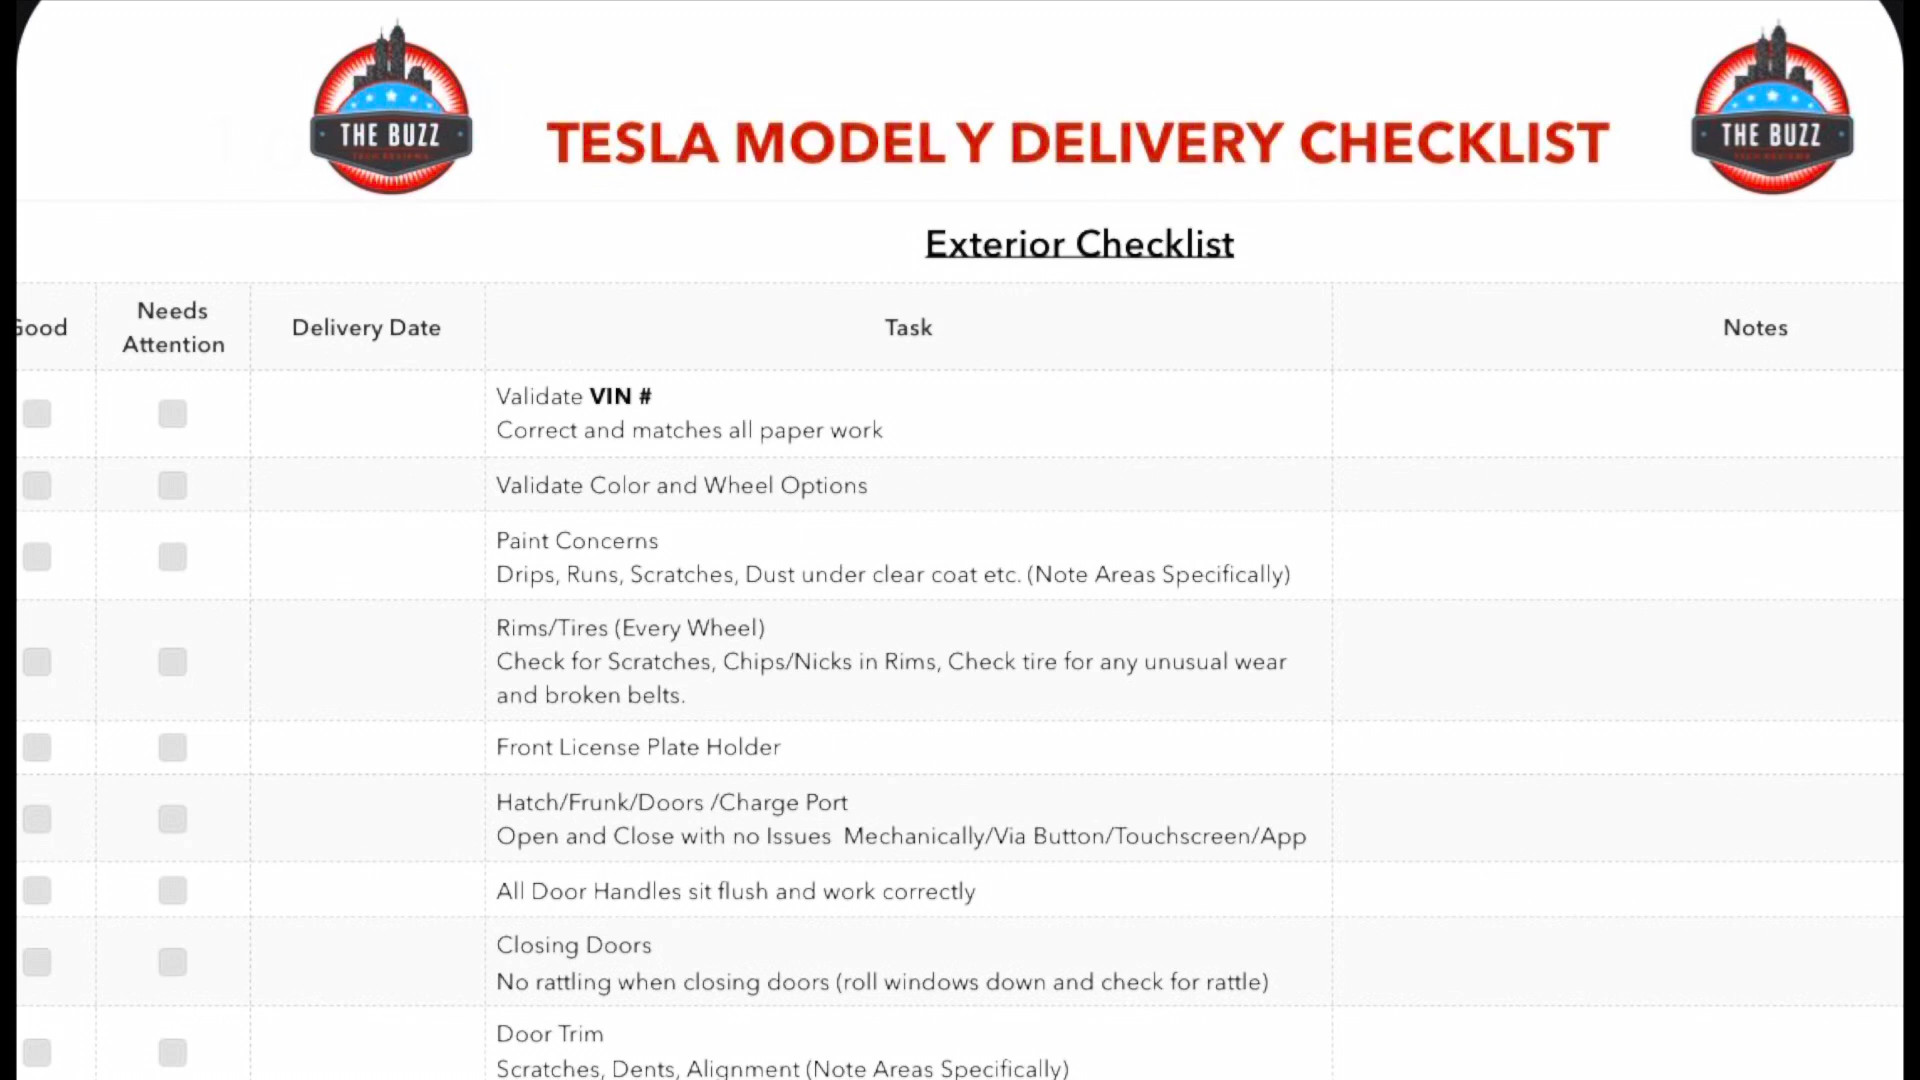 THE BUZZ
TECH REVIEWS
TESLA MODEL Y DELIVERY CHECKLIST
THE BUZZ
TECH REVIEWS
Exterior Checklist
Good
Needs
Attention
Delivery Date
Task
Notes
Validate VIN #
Correct and matches all paper work
Validate Color and Wheel Options
Paint Concerns
Drips, Runs, Scratches, Dust under clear coat etc. (Note Areas Specifically)
Rims/Tires (Every Wheel)
Check for Scratches, Chips/Nicks in Rims, Check tire for any unusual wear
and broken belts.
Front License Plate Holder
Hatch/Frunk/Doors /Charge Port
Open and Close with no Issues  Mechanically/Via Button/Touchscreen/App
All Door Handles sit flush and work correctly
Closing Doors
No rattling when closing doors (roll windows down and check for rattle)
Door Trim
Scratches, Dents, Alignment (Note Areas Specifically)